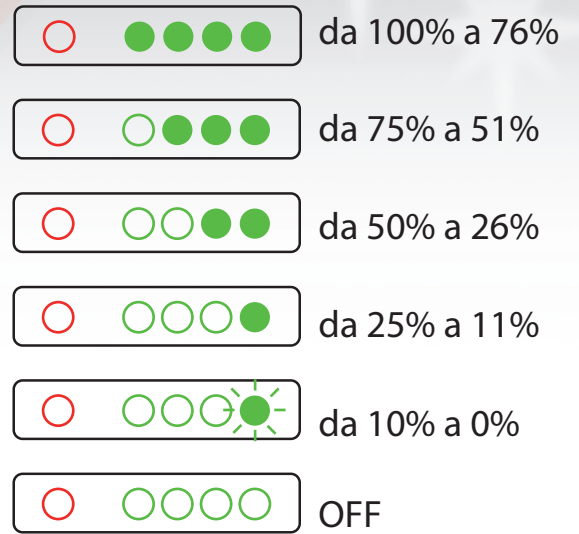 da 100% a 76%
da 75% a 51%
da 50% a 26%
da 25% a 11%
da 10% a 0%
OFF